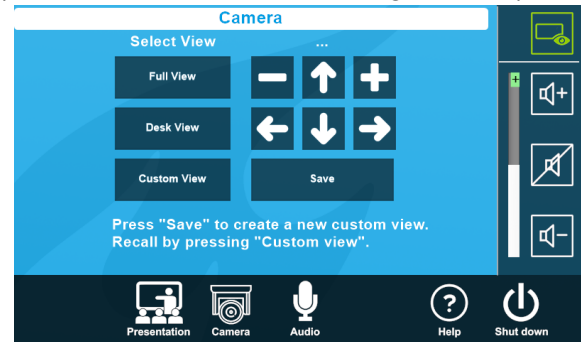 Camera
Select View ...
Full View
Desk View
Custom View Save
Press "Save" to create a new custom view.
Recall by pressing "Custom view".
Presentation Camera Audio Help Shut down